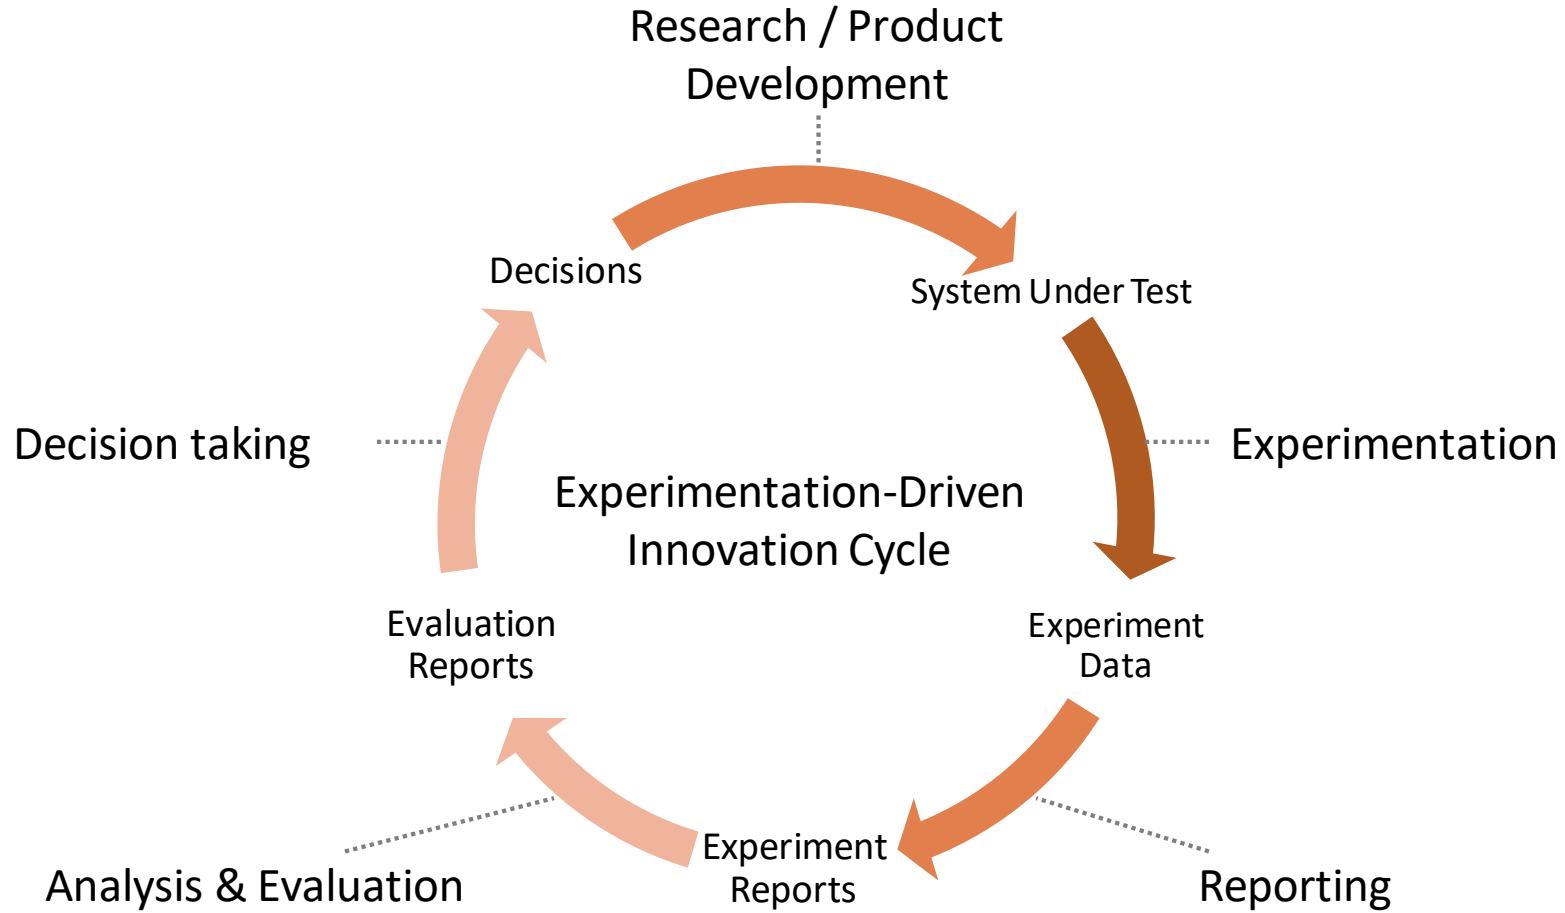 Research / Product
Development
Decisions
System Under Test
Decision taking
Experimentation
Experimentation-Driven
Innovation Cycle
Evaluation
Reports
Experiment
Data
Experiment
Reports
Analysis & Evaluation
Reporting